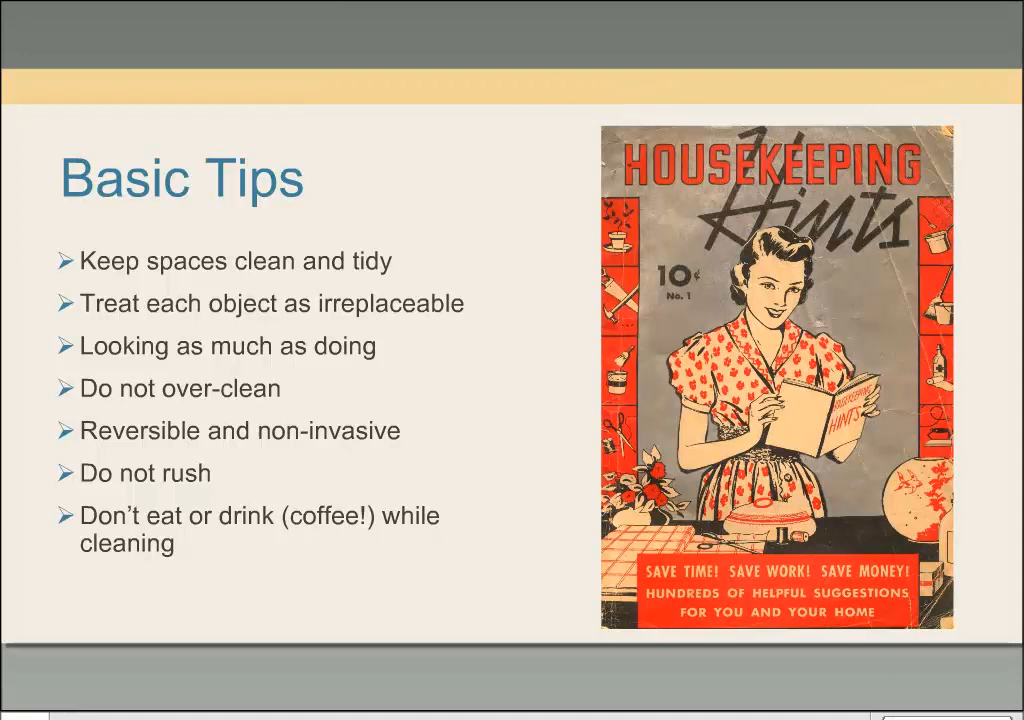 Basic Tips
Keep spaces clean and tidy
Treat each object as irreplaceable
Looking as much as doing
Do not over-clean
Reversible and non-invasive
Do not rush
Don’t eat or drink (coffee!) while
cleaning
HOUSEKEEPING
Hints
10¢
No. 1
HOUSEKEEPING
HINTS
SAVE TIME! SAVE WORK! SAVE MONEY!
HUNDREDS OF HELPFUL SUGGESTIONS
FOR YOU AND YOUR HOME